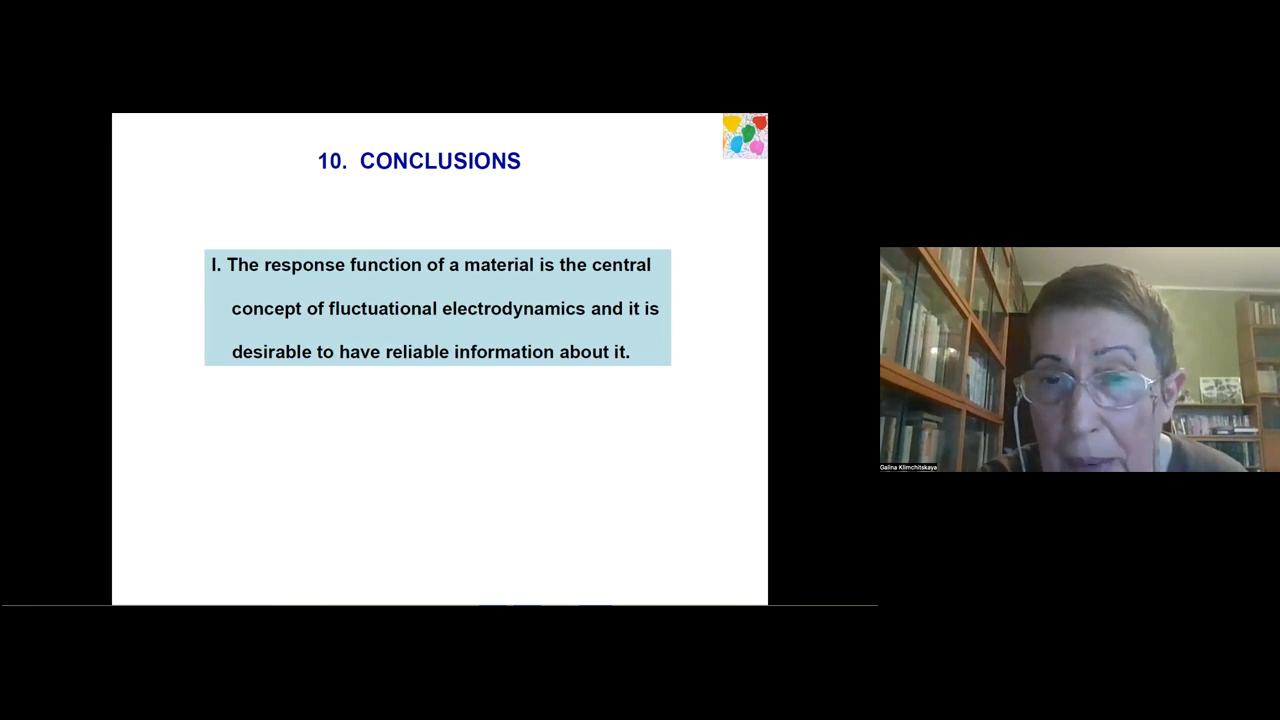 10. CONCLUSIONS
I. The response function of a material is the central
concept of fluctuational electrodynamics and it is
desirable to have reliable information about it.
Galina Klimchitskaya